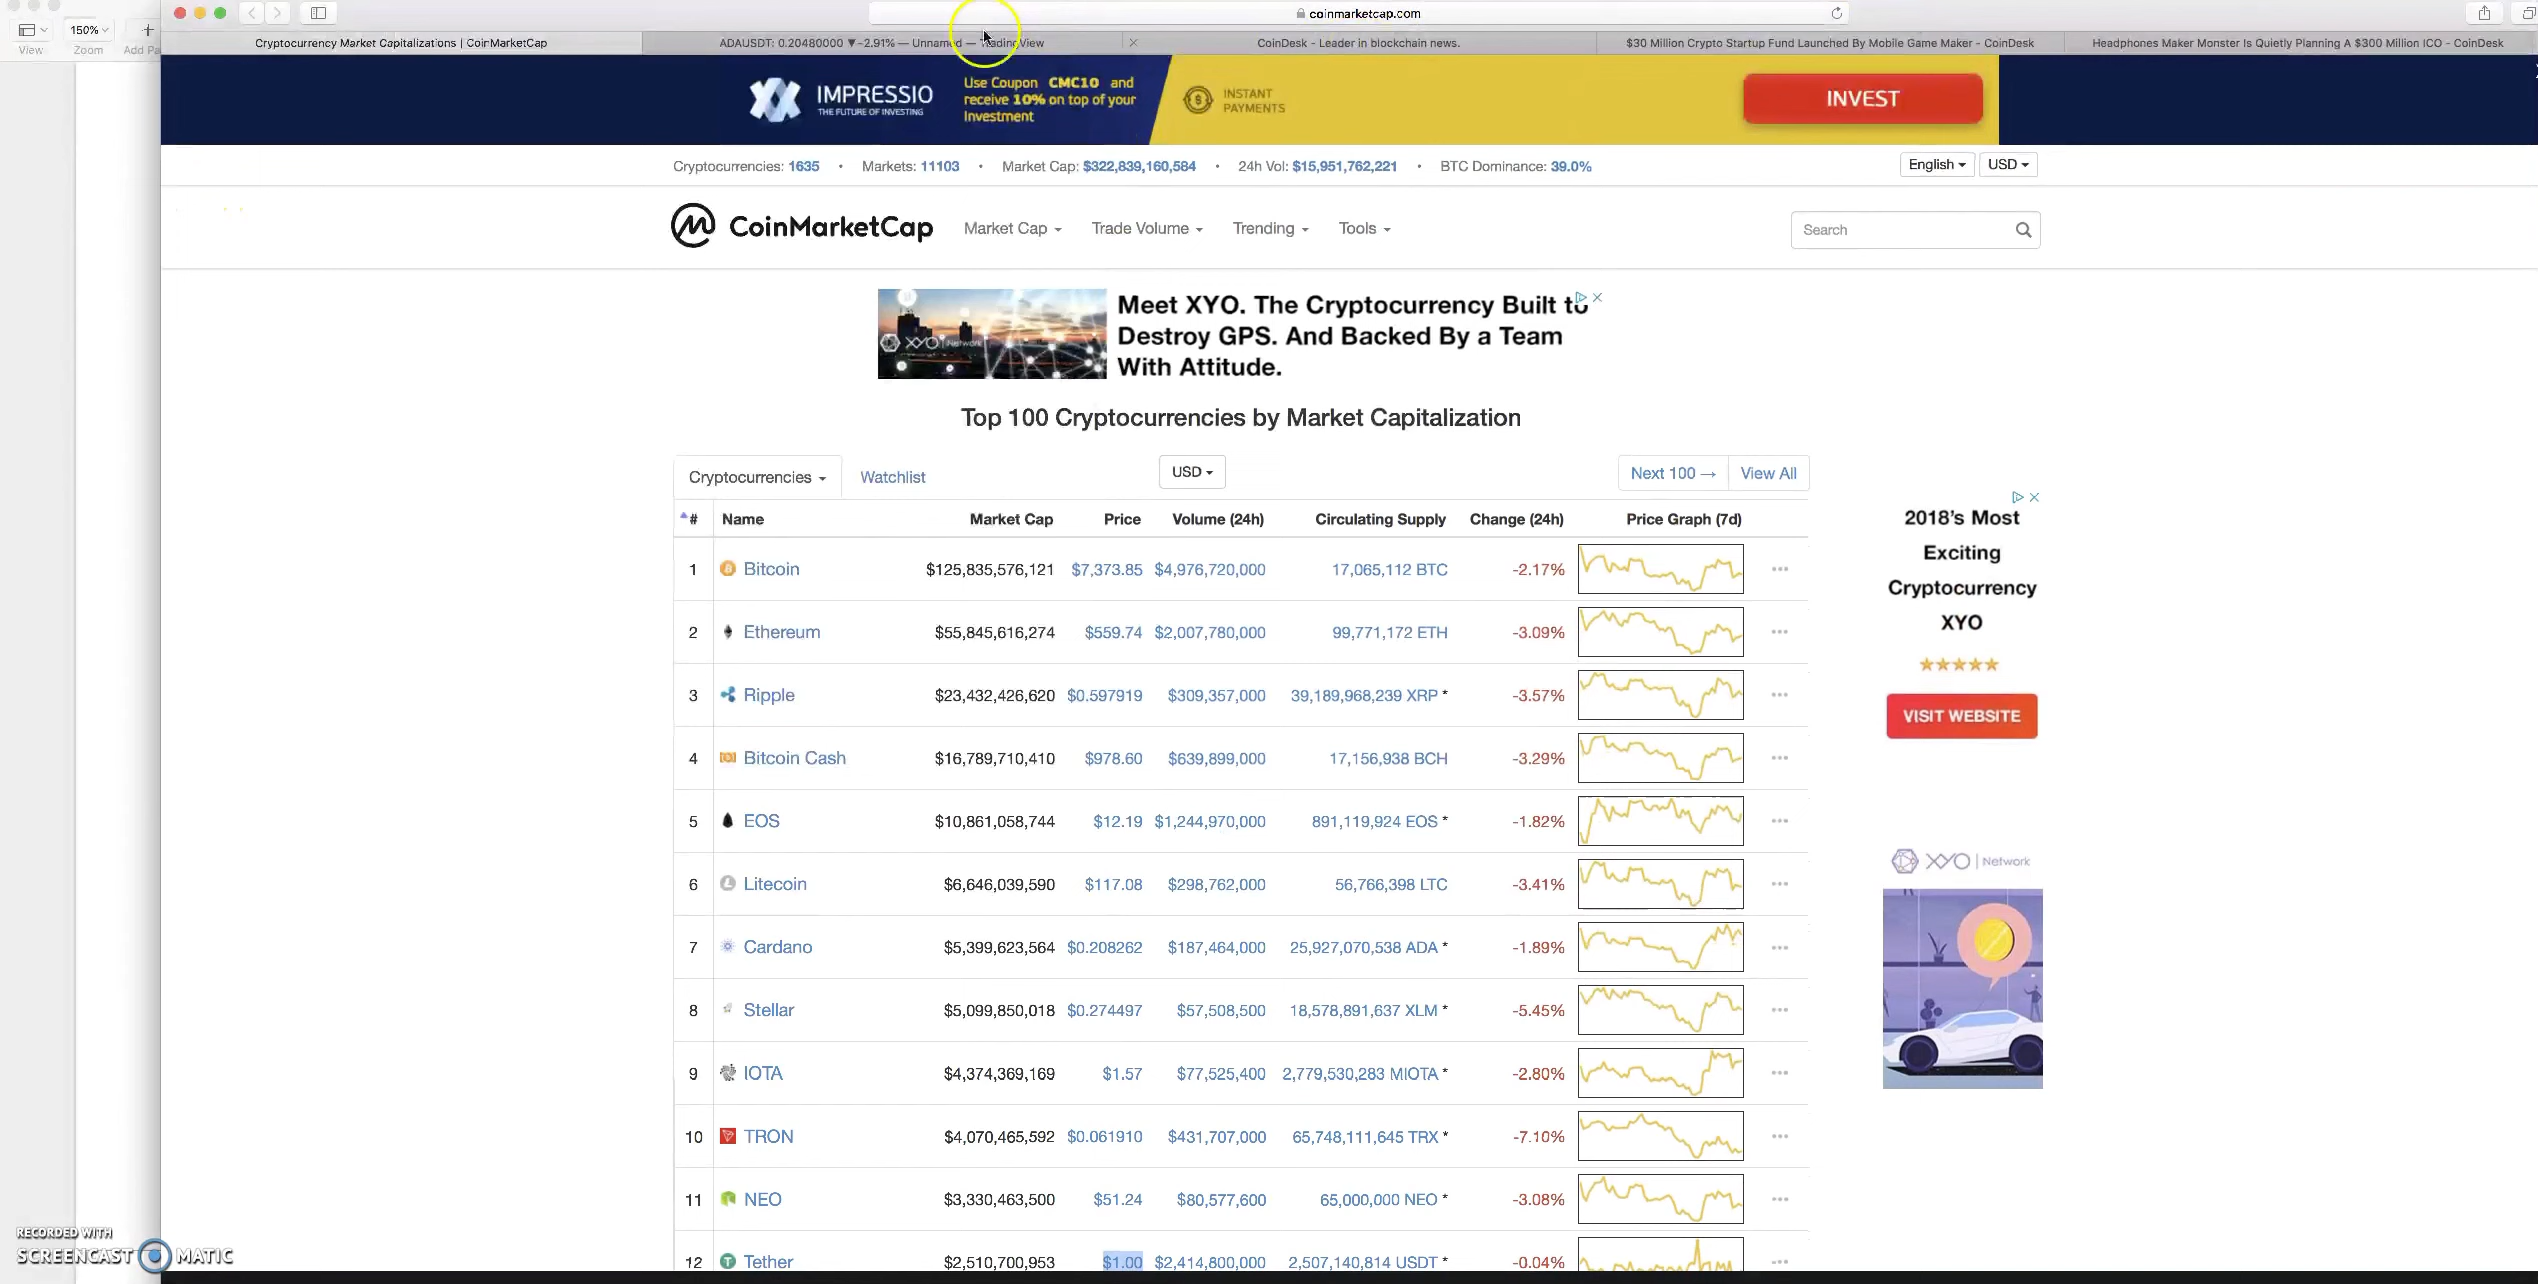 coinmarketcap.com
150%
View
Zoom
Add Pa
Cryptocurrency Market Capitalizations | CoinMarketCap
ADAUSDT: 0.20480000 ▼−2.91% — Unnamed — TradingView
CoinDesk - Leader in blockchain news.
$30 Million Crypto Startup Fund Launched By Mobile Game Maker - CoinDesk
Headphones Maker Monster Is Quietly Planning A $300 Million ICO - CoinDesk
IMPRESSIO
THE FUTURE OF INVESTING
Use Coupon CMC10 and
receive 10% on top of your
Investment
INSTANT
PAYMENTS
INVEST
Cryptocurrencies: 1635 • Markets: 11103 • Market Cap: $322,839,160,584 • 24h Vol: $15,951,762,221 • BTC Dominance: 39.0%
English
USD
CoinMarketCap
Market Cap
Trade Volume
Trending
Tools
Search
XYO | Network
Meet XYO. The Cryptocurrency Built to
Destroy GPS. And Backed By a Team
With Attitude.
Top 100 Cryptocurrencies by Market Capitalization
Cryptocurrencies
Watchlist
USD
Next 100 →
View All
# Name Market Cap Price Volume (24h) Circulating Supply Change (24h) Price Graph (7d)
1 Bitcoin $125,835,576,121 $7,373.85 $4,976,720,000 17,065,112 BTC -2.17%
2 Ethereum $55,845,616,274 $559.74 $2,007,780,000 99,771,172 ETH -3.09%
3 Ripple $23,432,426,620 $0.597919 $309,357,000 39,189,968,239 XRP * -3.57%
4 Bitcoin Cash $16,789,710,410 $978.60 $639,899,000 17,156,938 BCH -3.29%
5 EOS $10,861,058,744 $12.19 $1,244,970,000 891,119,924 EOS * -1.82%
6 Litecoin $6,646,039,590 $117.08 $298,762,000 56,766,398 LTC -3.41%
7 Cardano $5,399,623,564 $0.208262 $187,464,000 25,927,070,538 ADA * -1.89%
8 Stellar $5,099,850,018 $0.274497 $57,508,500 18,578,891,637 XLM * -5.45%
9 IOTA $4,374,369,169 $1.57 $77,525,400 2,779,530,283 MIOTA * -2.80%
10 TRON $4,070,465,592 $0.061910 $431,707,000 65,748,111,645 TRX * -7.10%
11 NEO $3,330,463,500 $51.24 $80,577,600 65,000,000 NEO * -3.08%
12 Tether $2,510,700,953 $1.00 $2,414,800,000 2,507,140,814 USDT * -0.04%
2018's Most
Exciting
Cryptocurrency
XYO
VISIT WEBSITE
XYO | Network
RECORDED WITH
SCREENCAST MATIC